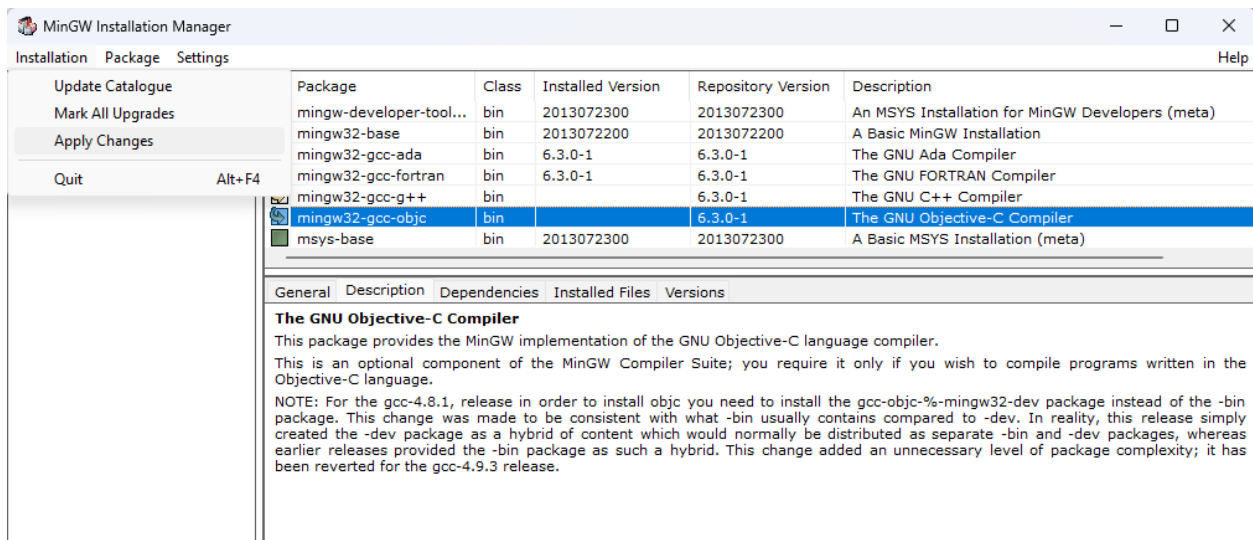 MinGW Installation Manager
Installation Package Settings Help
Update Catalogue
Mark All Upgrades
Apply Changes
Quit Alt+F4
Package Class Installed Version Repository Version Description
mingw-developer-tool... bin 2013072300 2013072300 An MSYS Installation for MinGW Developers (meta)
mingw32-base bin 2013072200 2013072200 A Basic MinGW Installation
mingw32-gcc-ada bin 6.3.0-1 6.3.0-1 The GNU Ada Compiler
mingw32-gcc-fortran bin 6.3.0-1 6.3.0-1 The GNU FORTRAN Compiler
mingw32-gcc-g++ bin 6.3.0-1 The GNU C++ Compiler
mingw32-gcc-objc bin 6.3.0-1 The GNU Objective-C Compiler
msys-base bin 2013072300 2013072300 A Basic MSYS Installation (meta)
General Description Dependencies Installed Files Versions
The GNU Objective-C Compiler
This package provides the MinGW implementation of the GNU Objective-C language compiler.
This is an optional component of the MinGW Compiler Suite; you require it only if you wish to compile programs written in the
Objective-C language.
NOTE: For the gcc-4.8.1, release in order to install objc you need to install the gcc-objc-%-mingw32-dev package instead of the -bin
package. This change was made to be consistent with what -bin usually contains compared to -dev. In reality, this release simply
created the -dev package as a hybrid of content which would normally be distributed as separate -bin and -dev packages, whereas
earlier releases provided the -bin package as such a hybrid. This change added an unnecessary level of package complexity; it has
been reverted for the gcc-4.9.3 release.